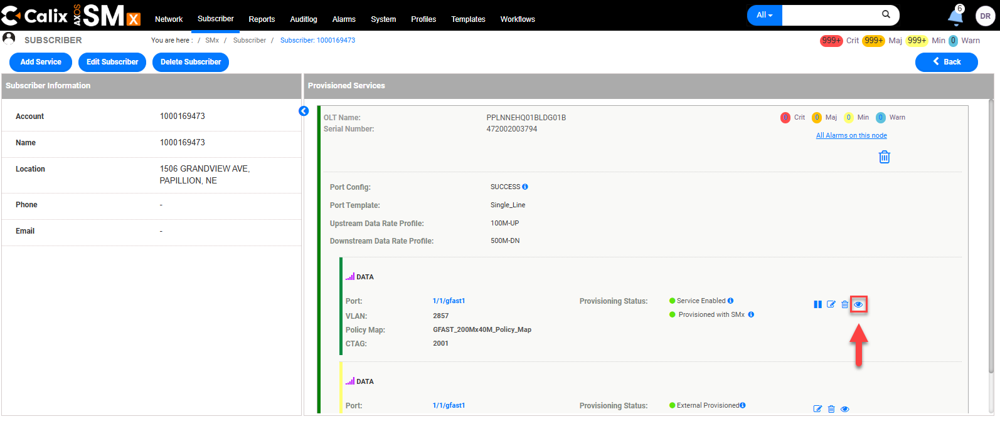 Calix AXOS SMX
Network Subscriber Reports Auditlog Alarms System Profiles Templates Workflows
All
6
DR
SUBSCRIBER
You are here : / SMx / Subscriber / Subscriber: 1000169473
999+ Crit 999+ Maj 999+ Min 0 Warn
Add Service Edit Subscriber Delete Subscriber
Back
Subscriber Information
Account 1000169473
Name 1000169473
Location 1506 GRANDVIEW AVE,
PAPILLION, NE
Phone -
Email -
Provisioned Services
OLT Name: PPLNNEHQ01BLDG01B
0 Crit 0 Maj 0 Min 0 Warn
Serial Number: 472002003794
All Alarms on this node
Port Config: SUCCESS
Port Template: Single_Line
Upstream Data Rate Profile: 100M-UP
Downstream Data Rate Profile: 500M-DN
DATA
Port: 1/1/gfast1 Provisioning Status: Service Enabled
VLAN: 2857 Provisioned with SMx
Policy Map: GFAST_200Mx40M_Policy_Map
CTAG: 2001
DATA
Port: 1/1/gfast1 Provisioning Status: External Provisioned